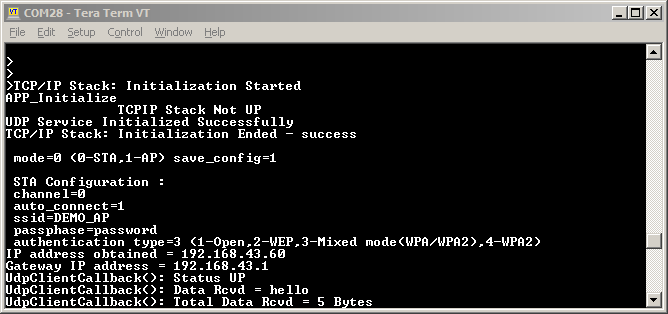 COM28 - Tera Term VT
File Edit Setup Control Window Help
>
>
>TCP/IP Stack: Initialization Started
APP_Initialize
TCPIP Stack Not UP
UDP Service Initialized Successfully
TCP/IP Stack: Initialization Ended - success
mode=0 (0-STA,1-AP) save_config=1
STA Configuration :
channel=0
auto_connect=1
ssid=DEMO_AP
passphase=password
authentication type=3 (1-Open,2-WEP,3-Mixed mode(WPA/WPA2),4-WPA2)
IP address obtained = 192.168.43.60
Gateway IP address = 192.168.43.1
UdpClientCallback(): Status UP
UdpClientCallback(): Data Rcvd = hello
UdpClientCallback(): Total Data Rcvd = 5 Bytes